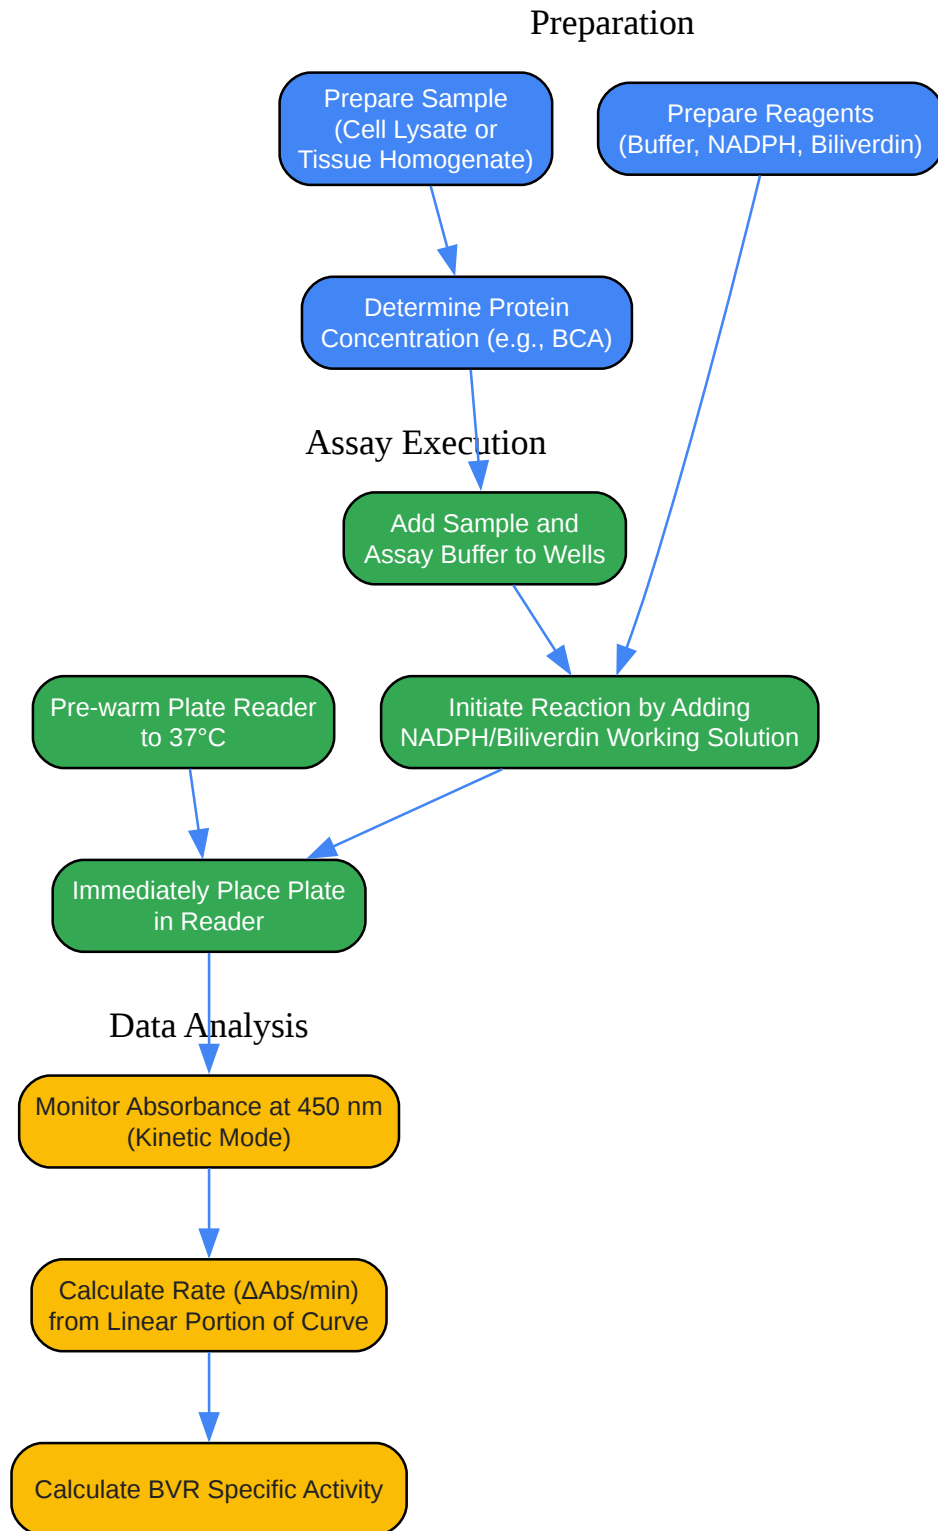 Preparation
Prepare Sample
(Cell Lysate or
Tissue Homogenate)
Prepare Reagents
(Buffer, NADPH, Biliverdin)
Determine Protein
Concentration (e.g., BCA)
Assay Execution
Add Sample and
Assay Buffer to Wells
Pre-warm Plate Reader
to 37°C
Initiate Reaction by Adding
NADPH/Biliverdin Working Solution
Immediately Place Plate
in Reader
Data Analysis
Monitor Absorbance at 450 nm
(Kinetic Mode)
Calculate Rate (ΔAbs/min)
from Linear Portion of Curve
Calculate BVR Specific Activity